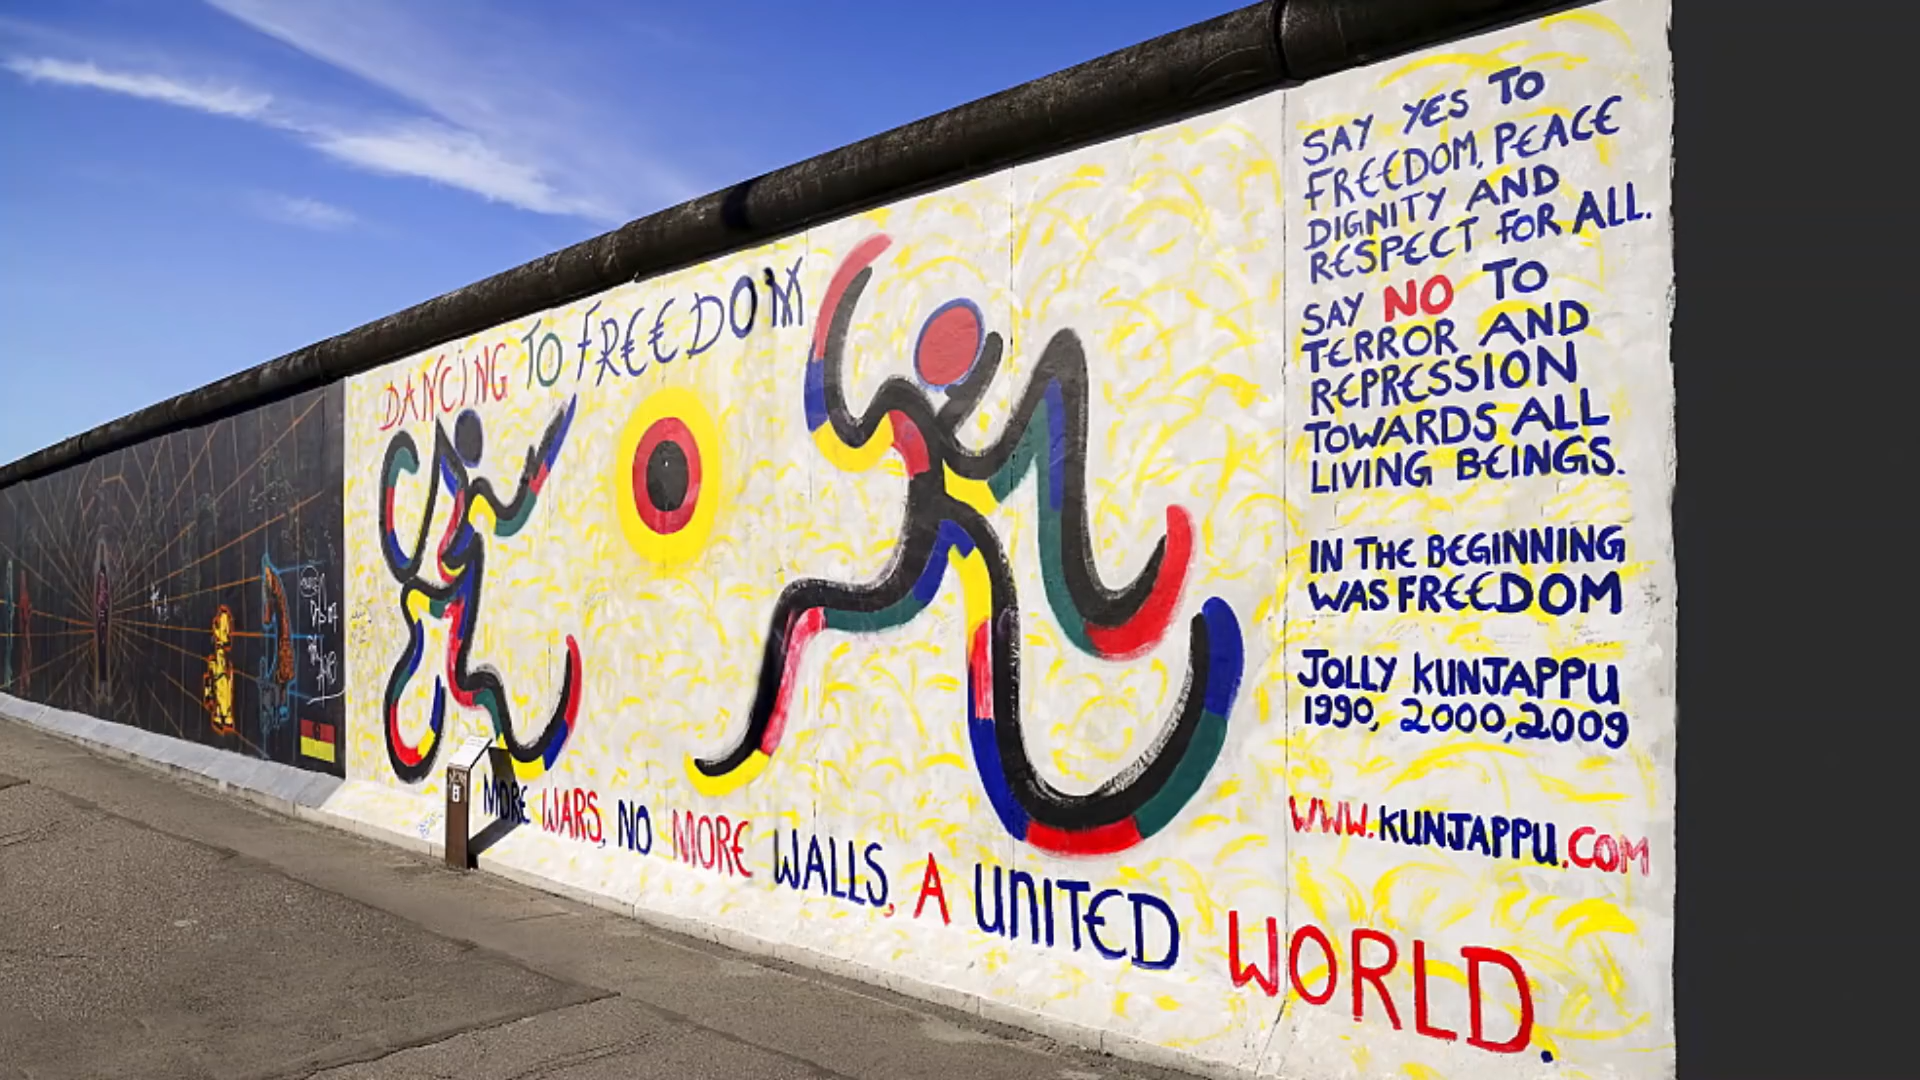 DANCING TO FREEDOM
MORE WARS, NO MORE WALLS, A UNITED WORLD.
SAY YES TO
FREEDOM, PEACE
DIGNITY AND
RESPECT FOR ALL.
SAY NO TO
TERROR AND
REPRESSION
TOWARDS ALL
LIVING BEINGS.
IN THE BEGINNING
WAS FREEDOM
JOLLY KUNJAPPU
1990, 2000, 2009
WWW.KUNJAPPU.COM